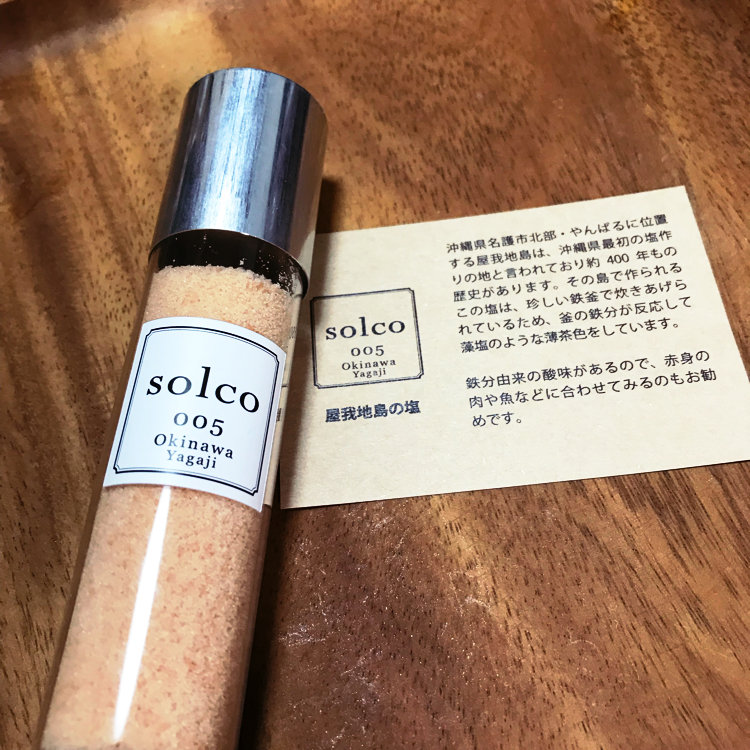 solco
005
Okinawa
Yagaji
solco
005
Okinawa
Yagaji
屋我地島の塩
沖縄県名護市北部・やんばるに位置
する屋我地島は、沖縄県最初の塩作
りの地と言われており約 400 年もの
歴史があります。その島で作られる
この塩は、珍しい鉄釜で炊きあげら
れているため、釜の鉄分が反応して
藻塩のような薄茶色をしています。
鉄分由来の酸味があるので、赤身の
肉や魚などに合わせてみるのもお勧
めです。